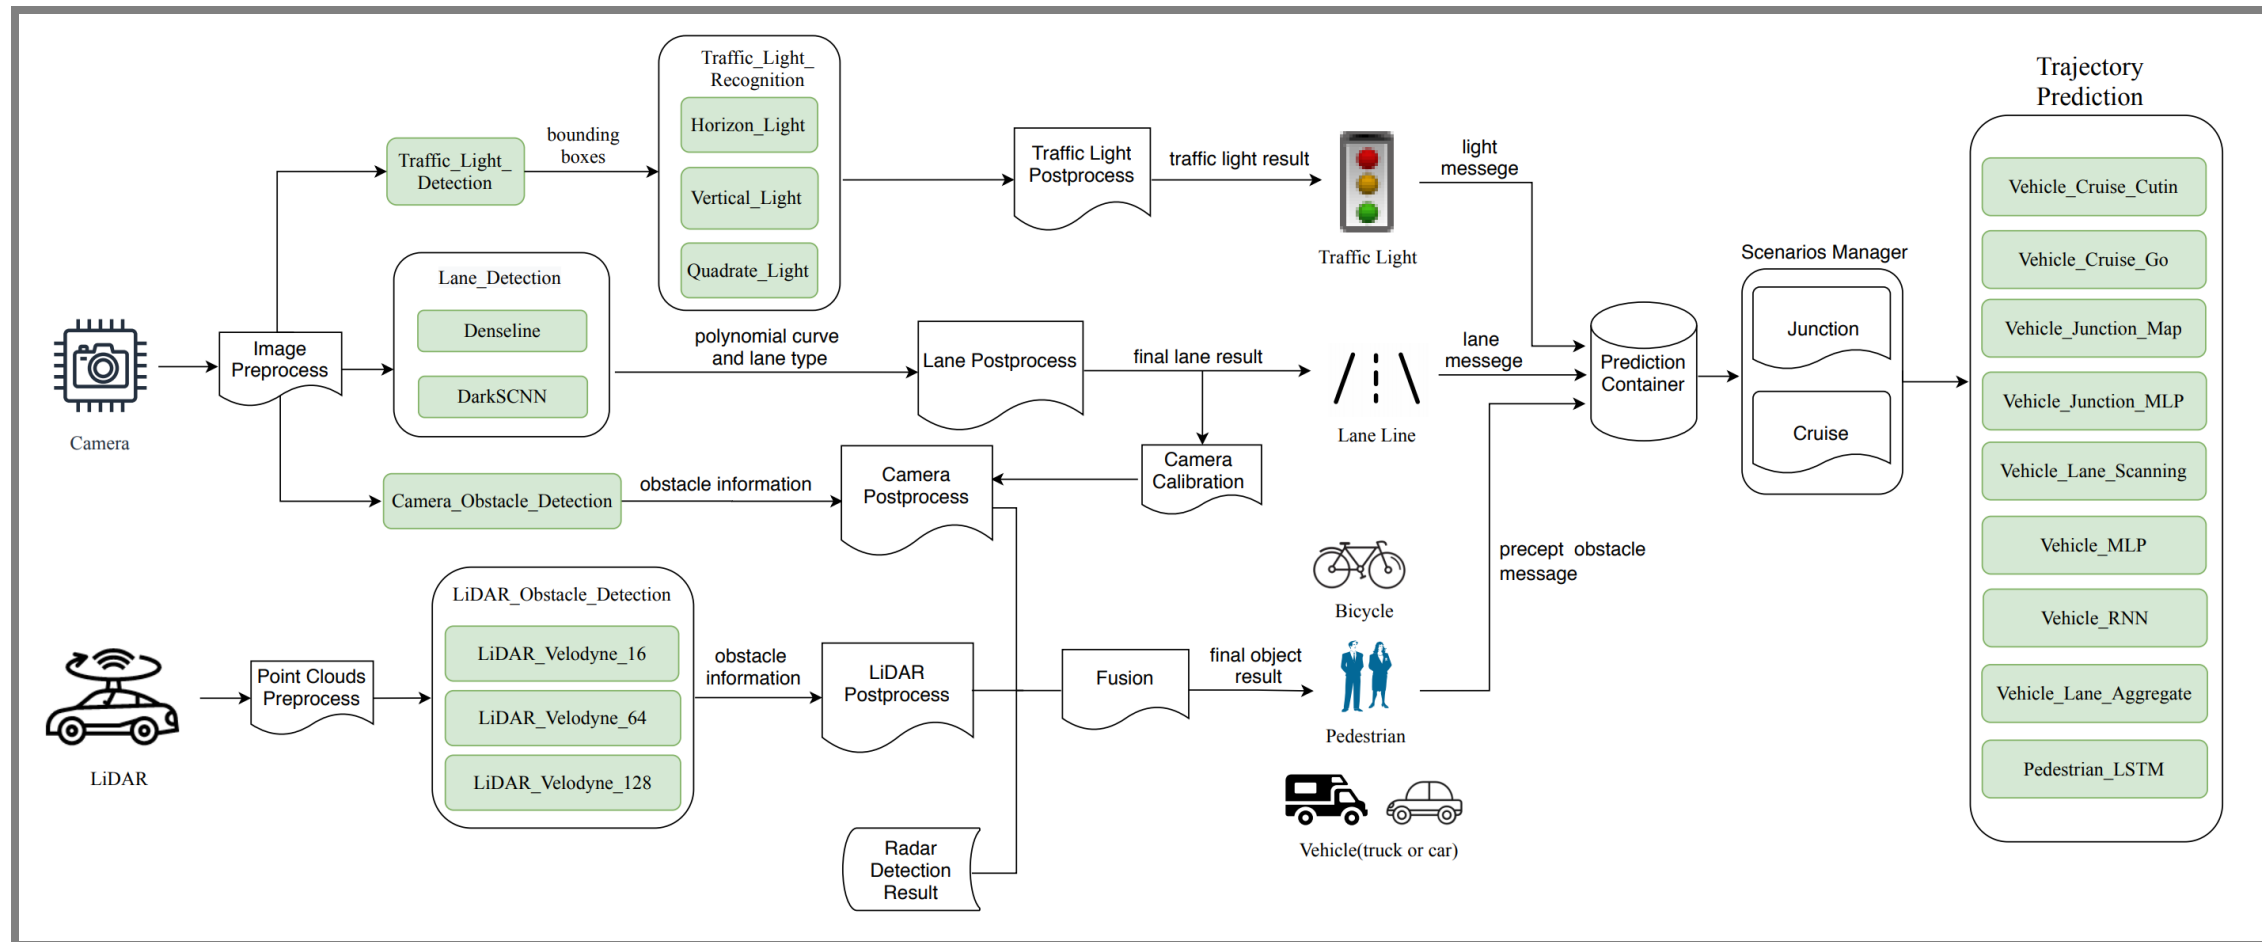 Traffic_Light_
Recognition
Horizon_Light
Vertical_Light
Quadrate_Light
Traffic_Light_
Detection
bounding
boxes
Traffic Light
Postprocess
traffic light result
Traffic Light
light
messege
Camera
Image
Preprocess
Lane_Detection
Denseline
DarkSCNN
polynomial curve
and lane type
Lane Postprocess
final lane result
Lane Line
lane
messege
Camera_Obstacle_Detection
obstacle information
Camera
Postprocess
Camera
Calibration
LiDAR
Point Clouds
Preprocess
LiDAR_Obstacle_Detection
LiDAR_Velodyne_16
LiDAR_Velodyne_64
LiDAR_Velodyne_128
obstacle
information
LiDAR
Postprocess
Radar
Detection
Result
Fusion
final object
result
Bicycle
Pedestrian
Vehicle(truck or car)
precept obstacle
message
Prediction
Container
Scenarios Manager
Junction
Cruise
Trajectory
Prediction
Vehicle_Cruise_Cutin
Vehicle_Cruise_Go
Vehicle_Junction_Map
Vehicle_Junction_MLP
Vehicle_Lane_Scanning
Vehicle_MLP
Vehicle_RNN
Vehicle_Lane_Aggregate
Pedestrian_LSTM